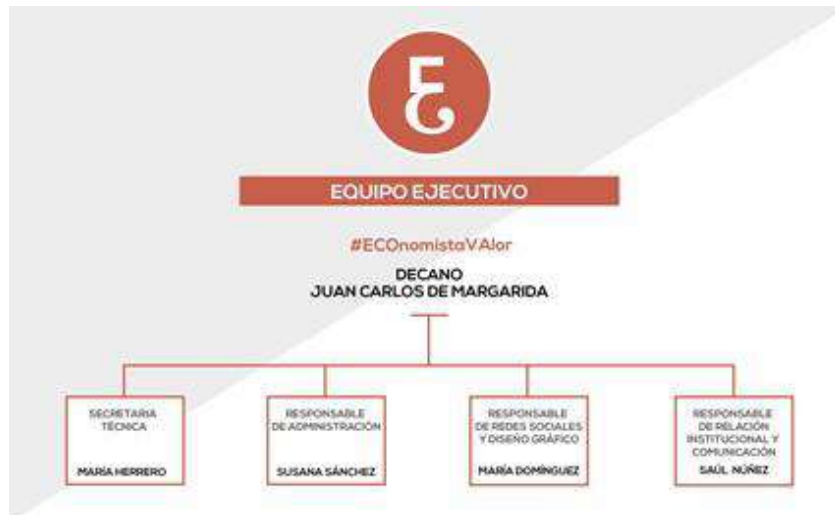 EQUIPO EJECUTIVO
#ECOnomistaVAlor
DECANO
JUAN CARLOS DE MARGARIDA
SECRETARIA
TÉCNICA
MARÍA HERRERO
RESPONSABLE
DE ADMINISTRACIÓN
SUSANA SÁNCHEZ
RESPONSABLE
DE REDES SOCIALES
Y DISEÑO GRÁFICO
MARÍA DOMÍNGUEZ
RESPONSABLE
DE RELACIÓN
INSTITUCIONAL Y
COMUNICACIÓN
SAÚL NÚÑEZ